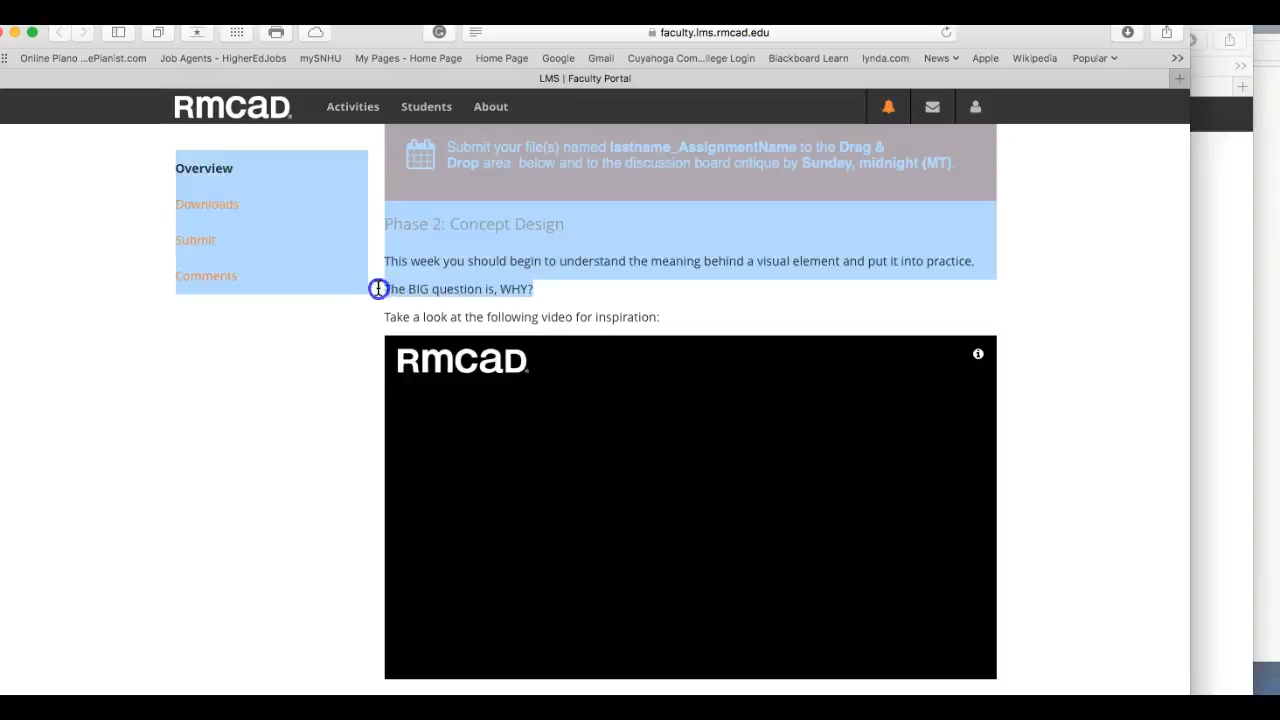 faculty.lms.rmcad.edu
Online Piano ...ePianist.com Job Agents - HigherEdJobs mySNHU My Pages - Home Page Home Page Google Gmail Cuyahoga Com...llege Login Blackboard Learn lynda.com News Apple Wikipedia Popular
LMS | Faculty Portal
RMCAD Activities Students About
Submit your file(s) named lastname_AssignmentName to the Drag &
Drop area below and to the discussion board critique by Sunday, midnight (MT).
Overview
Downloads
Submit
Comments
Phase 2: Concept Design
This week you should begin to understand the meaning behind a visual element and put it into practice.
The BIG question is, WHY?
Take a look at the following video for inspiration:
RMCAD